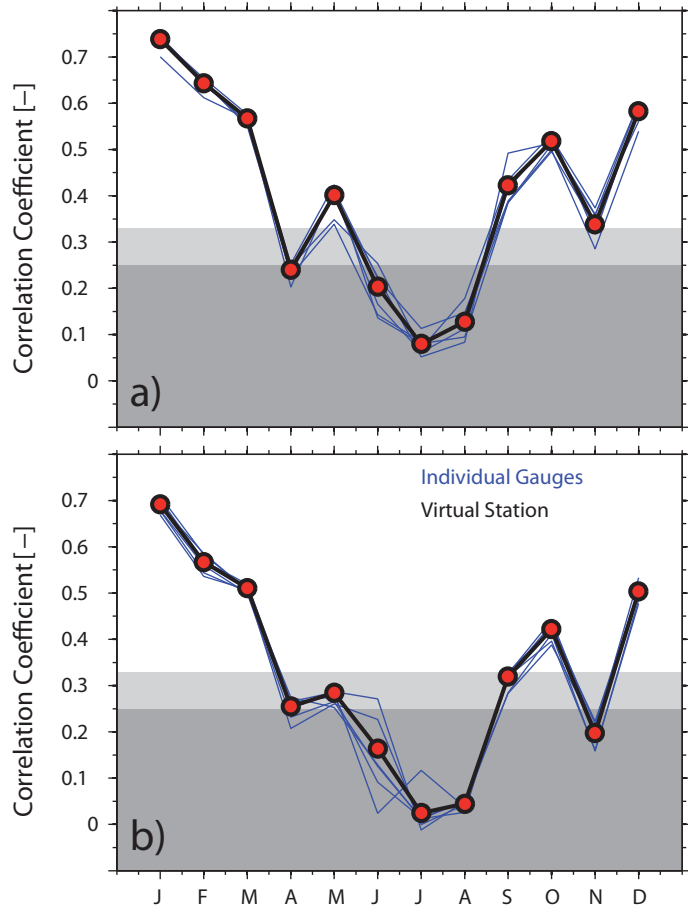 J F M A M J J A S O N D
Correlation Coefficient [−]
0.7
0.6
0.5
0.4
0.3
0.2
0.1
0
a)
Correlation Coefficient [−]
0.7
0.6
0.5
0.4
0.3
0.2
0.1
0
Individual Gauges
Virtual Station
b)
J F M A M J J A S O N D